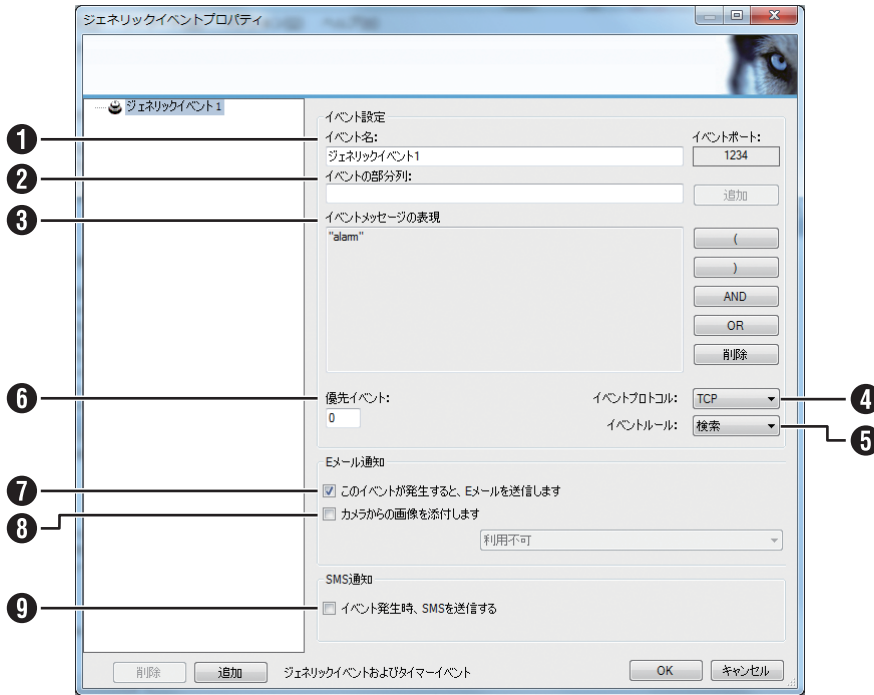 ジェネリックイベントプロパティ
ジェネリックイベント 1
イベント設定
❶
イベント名:
イベントポート:
ジェネリックイベント1
1234
❷
イベントの部分列:
追加
❸
イベントメッセージの表現
"alarm"
(
)
AND
OR
削除
❻
優先イベント:
イベントプロトコル:
TCP
❹
0
イベントルール:
検索
❺
Eメール通知
❼
このイベントが発生すると、Eメールを送信します
❽
カメラからの画像を添付します
利用不可
SMS通知
❾
イベント発生時、SMSを送信する
削除
追加
ジェネリックイベントおよびタイマーイベント
OK
キャンセル